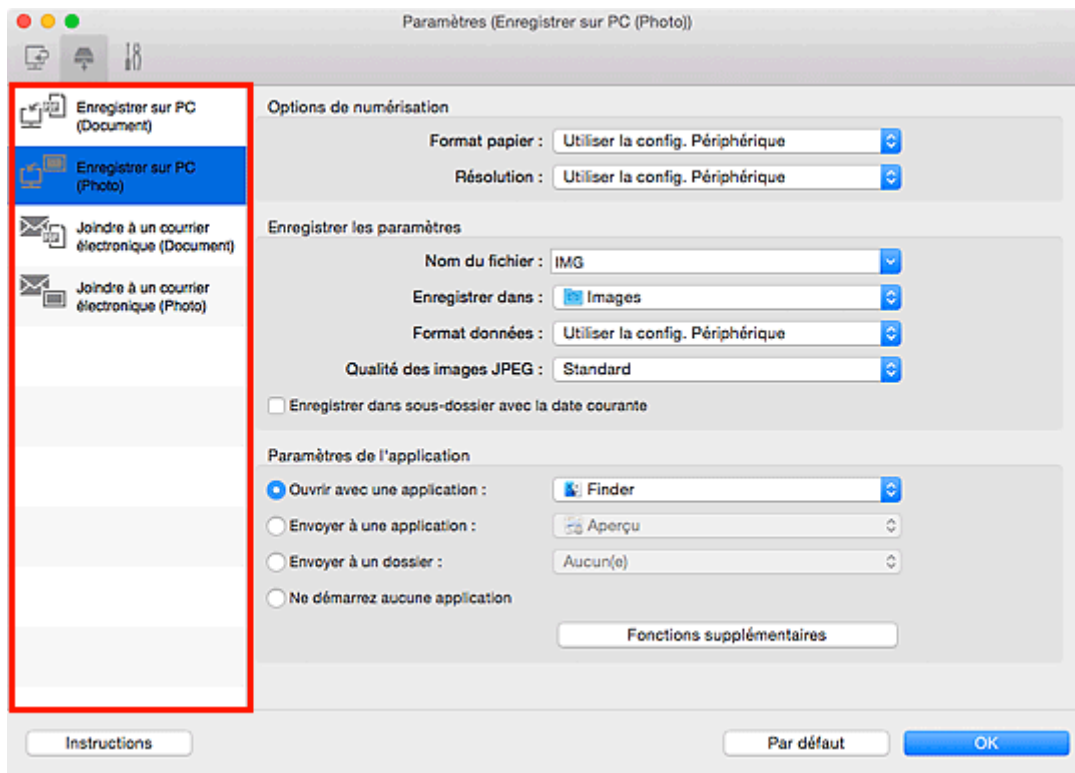 Paramètres (Enregistrer sur PC (Photo))
Enregistrer sur PC
(Document)
Enregistrer sur PC
(Photo)
Joindre à un courrier
électronique (Document)
Joindre à un courrier
électronique (Photo)
Options de numérisation
Format papier : Utiliser la config. Périphérique
Résolution : Utiliser la config. Périphérique
Enregistrer les paramètres
Nom du fichier : IMG
Enregistrer dans : Images
Format données : Utiliser la config. Périphérique
Qualité des images JPEG : Standard
Enregistrer dans sous-dossier avec la date courante
Paramètres de l'application
Ouvrir avec une application : Finder
Envoyer à une application : Aperçu
Envoyer à un dossier : Aucun(e)
Ne démarrez aucune application
Fonctions supplémentaires
Instructions
Par défaut
OK